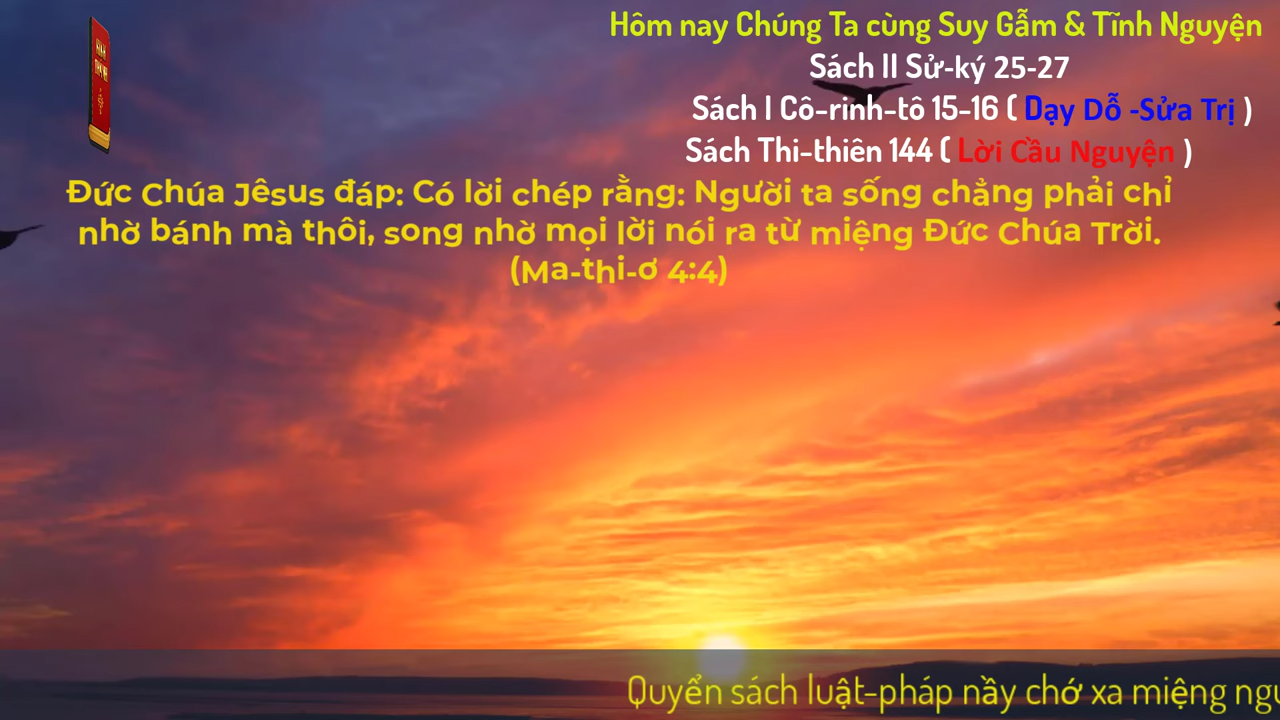 Hôm nay Chúng Ta cùng Suy Gẫm & Tĩnh Nguyện
Sách II Sử-ký 25-27
Sách I Cô-rinh-tô 15-16 ( Dạy Dỗ -Sửa Trị )
Sách Thi-thiên 144 ( Lời Cầu Nguyện )
Đức Chúa Jêsus đáp: Có lời chép rằng: Người ta sống chẳng phải chỉ
nhờ bánh mà thôi, song nhờ mọi lời nói ra từ miệng Đức Chúa Trời.
(Ma-thi-ơ 4:4)
Quyển sách luật-pháp nầy chớ xa miệng